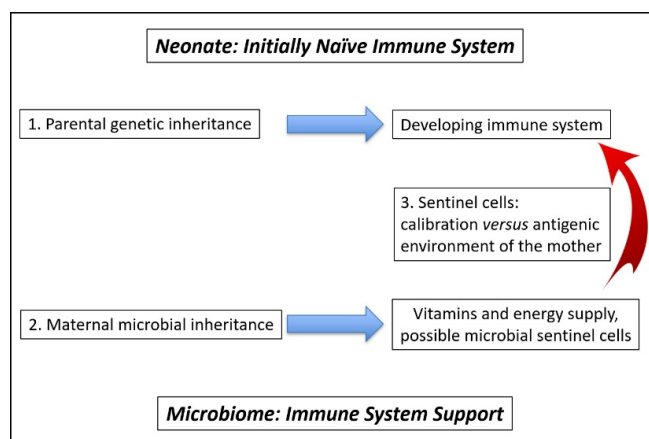 Neonate: Initially Naïve Immune System
1. Parental genetic inheritance
Developing immune system
3. Sentinel cells:
calibration versus antigenic
environment of the mother
2. Maternal microbial inheritance
Vitamins and energy supply,
possible microbial sentinel cells
Microbiome: Immune System Support